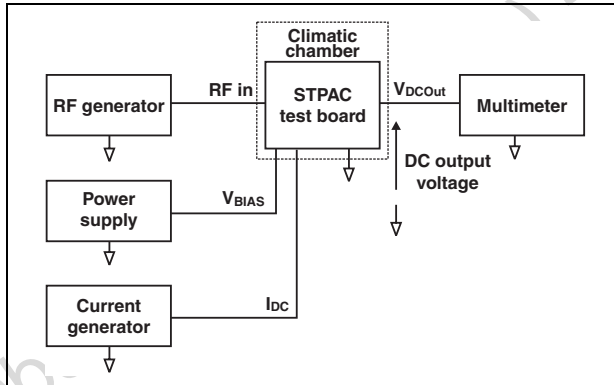 Climatic
chamber
RF generator
RF in
STPAC
test board
VDCOut
Multimeter
DC output
voltage
Power
supply
VBIAS
Current
generator
IDC